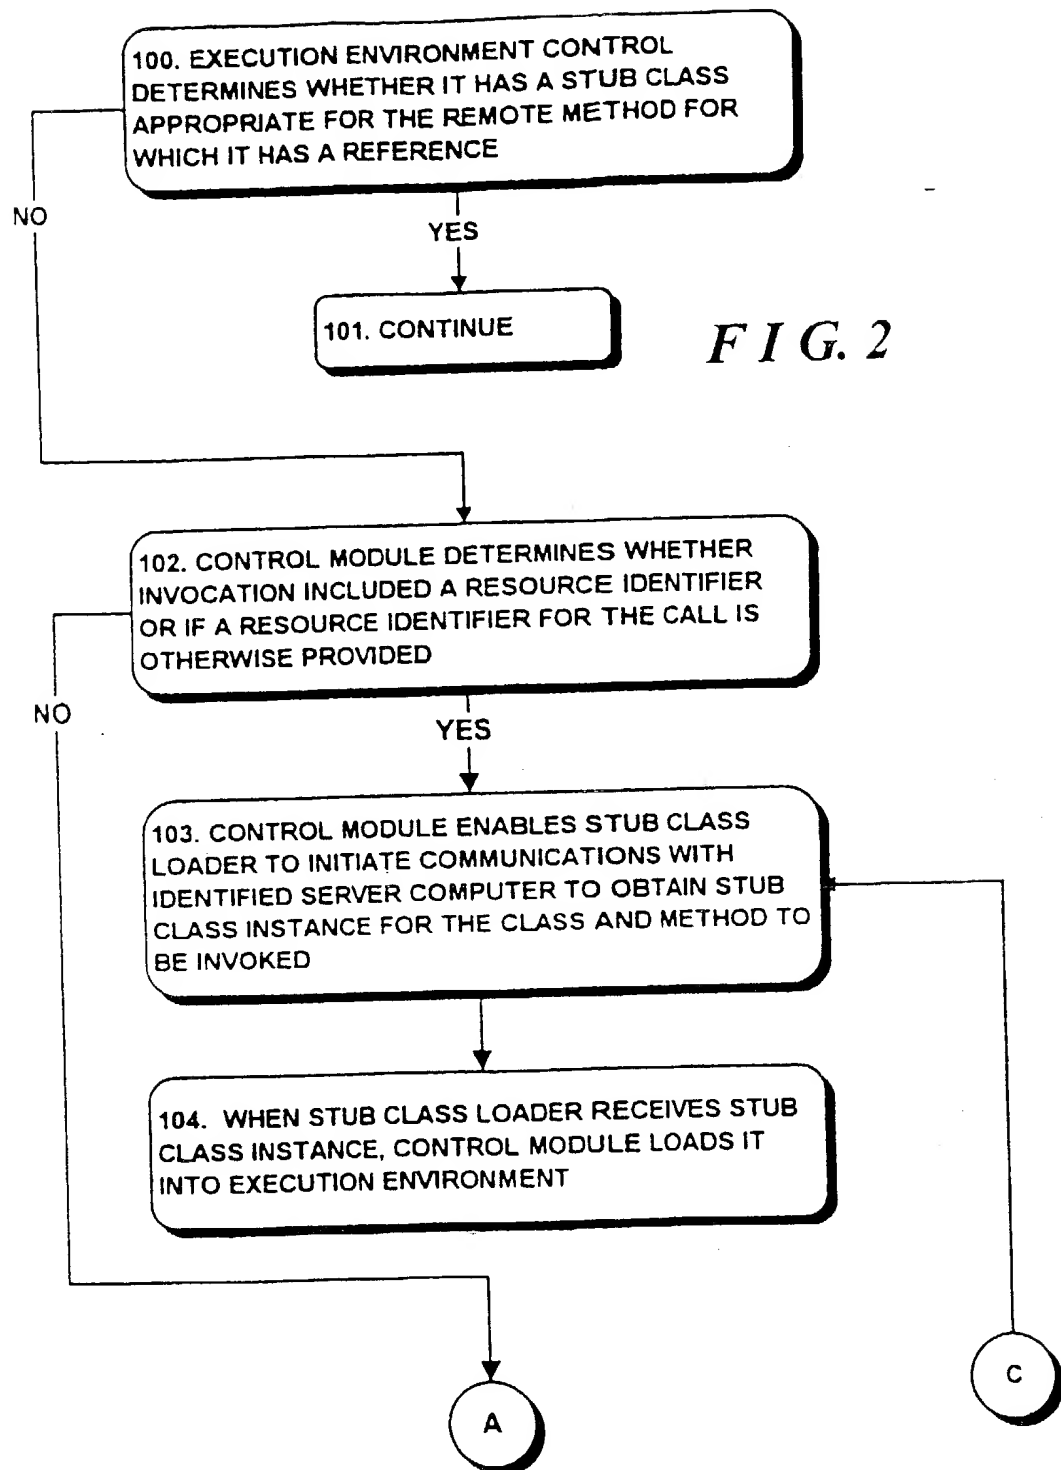 100. EXECUTION ENVIRONMENT CONTROL
DETERMINES WHETHER IT HAS A STUB CLASS
APPROPRIATE FOR THE REMOTE METHOD FOR
WHICH IT HAS A REFERENCE
NO
YES
101. CONTINUE
FIG. 2
102. CONTROL MODULE DETERMINES WHETHER
INVOCATION INCLUDED A RESOURCE IDENTIFIER
OR IF A RESOURCE IDENTIFIER FOR THE CALL IS
OTHERWISE PROVIDED
NO
YES
103. CONTROL MODULE ENABLES STUB CLASS
LOADER TO INITIATE COMMUNICATIONS WITH
IDENTIFIED SERVER COMPUTER TO OBTAIN STUB
CLASS INSTANCE FOR THE CLASS AND METHOD TO
BE INVOKED
104. WHEN STUB CLASS LOADER RECEIVES STUB
CLASS INSTANCE, CONTROL MODULE LOADS IT
INTO EXECUTION ENVIRONMENT
C
A